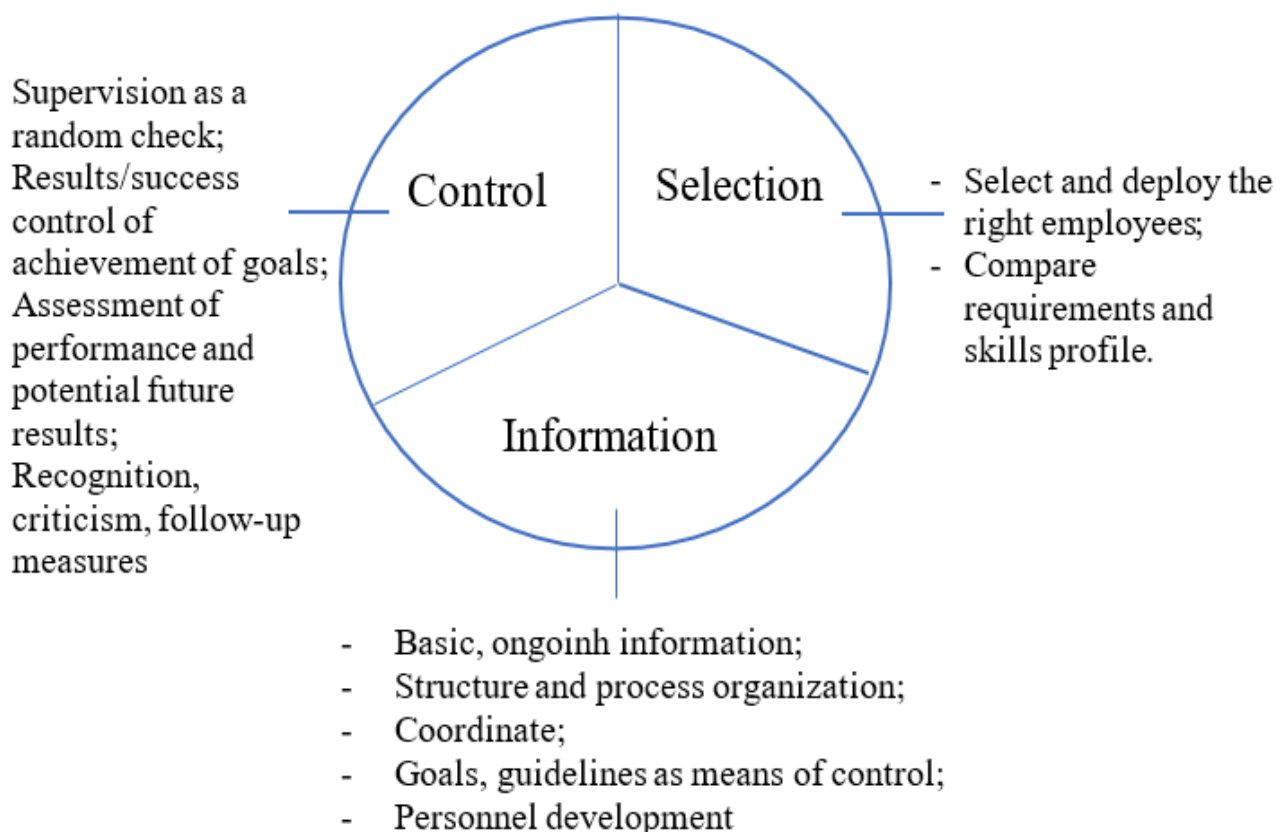 Supervision as a
random check;
Results/success
control of
achievement of goals;
Assessment of
performance and
potential future
results;
Recognition,
criticism, follow-up
measures
Control
Selection
Information
- Select and deploy the
right employees;
- Compare
requirements and
skills profile.
- Basic, ongoinh information;
- Structure and process organization;
- Coordinate;
- Goals, guidelines as means of control;
- Personnel development